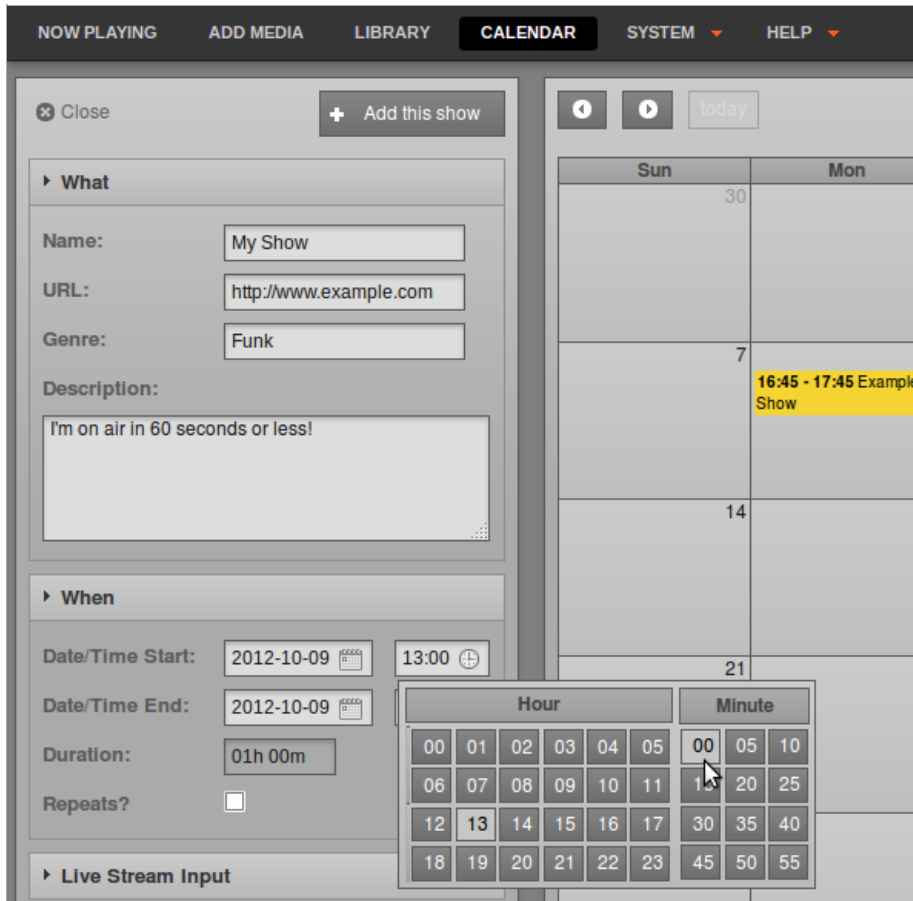 NOW PLAYING ADD MEDIA LIBRARY CALENDAR SYSTEM HELP
Close
Add this show
What
Name: My Show
URL: http://www.example.com
Genre: Funk
Description:
I'm on air in 60 seconds or less!
When
Date/Time Start: 2012-10-09 13:00
Date/Time End: 2012-10-09
Duration: 01h 00m
Repeats?
Live Stream Input
today
Sun Mon
30
7
16:45 - 17:45 Example
Show
14
21
Hour Minute
00 01 02 03 04 05 00 05 10
06 07 08 09 10 11 20 25
12 13 14 15 16 17 30 35 40
18 19 20 21 22 23 45 50 55